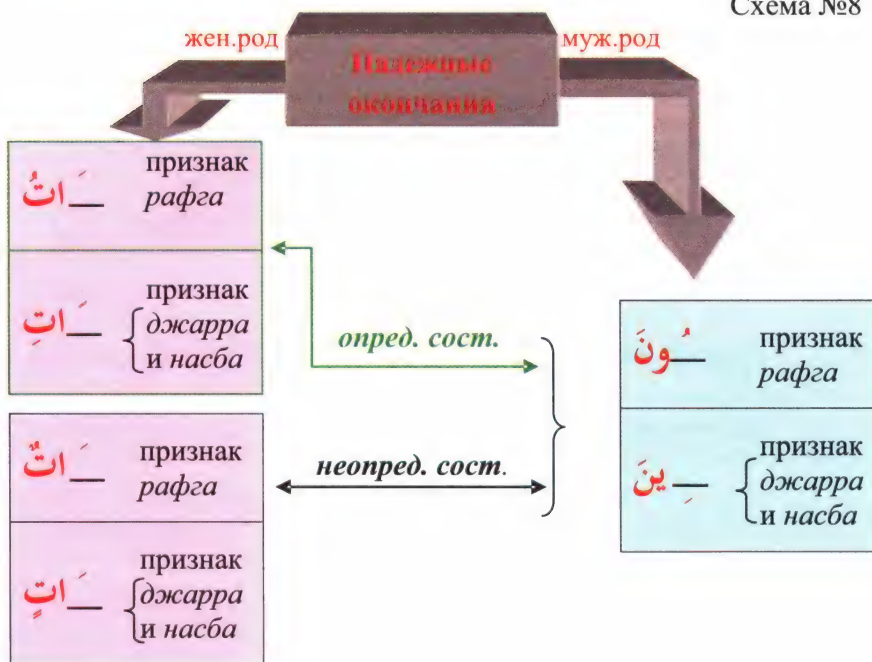 Схема №8
жен.род
муж.род
Падежные
окончания
ـَاتُ
признак
рафга
ـَاتِ
признак
джарра
и насба
опред. сост.
ـُونَ
признак
рафга
ـَاتٌ
признак
рафга
неопред. сост.
ـِينَ
признак
джарра
и насба
ـَاتٍ
признак
джарра
и насба